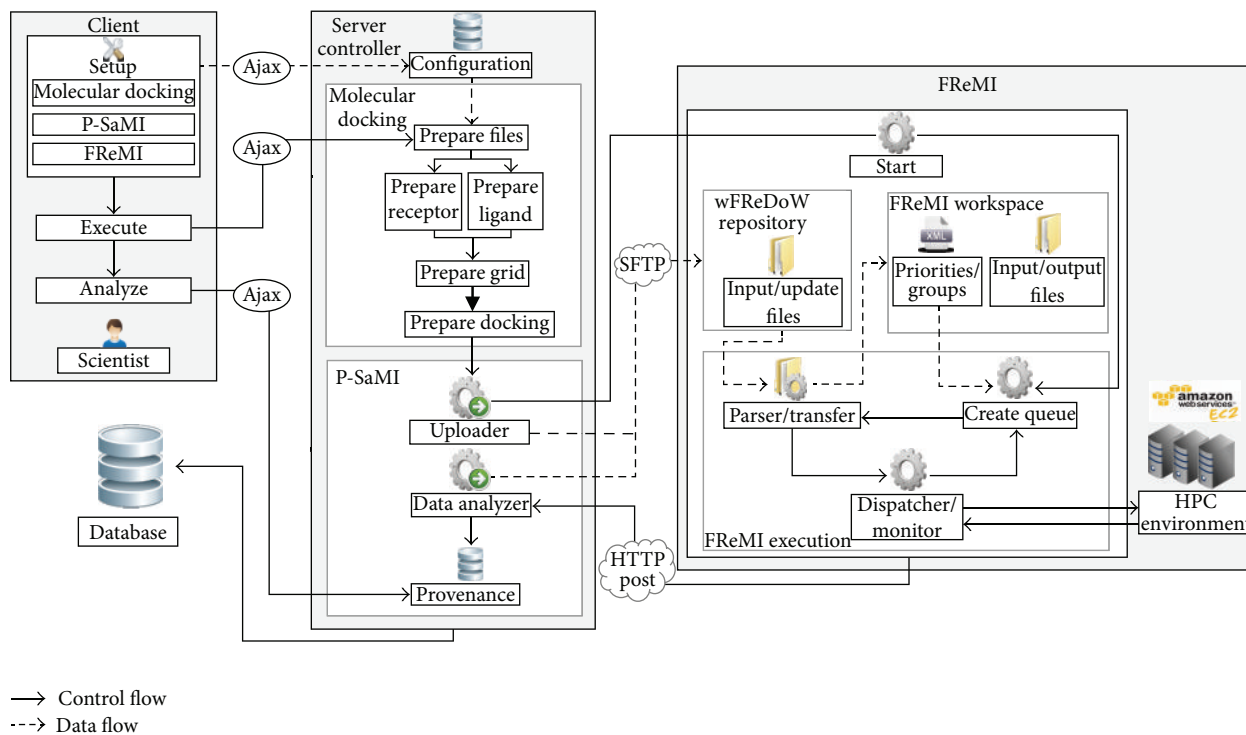 Client
Setup
Molecular docking
P-SaMI
FReMI
Execute
Analyze
Scientist
Database
Ajax
Ajax
Ajax
Server
controller
Configuration
Molecular
docking
Prepare files
Prepare
receptor
Prepare
ligand
Prepare grid
Prepare docking
P-SaMI
Uploader
Data analyzer
Provenance
SFTP
HTTP
post
FReMI
Start
wFReDoW
repository
Input/update
files
FReMI workspace
XML
Priorities/
groups
Input/output
files
Parser/transfer
Create queue
Dispatcher/
monitor
FReMI execution
amazon
webservices™
EC2
HPC
environment
Control flow
Data flow